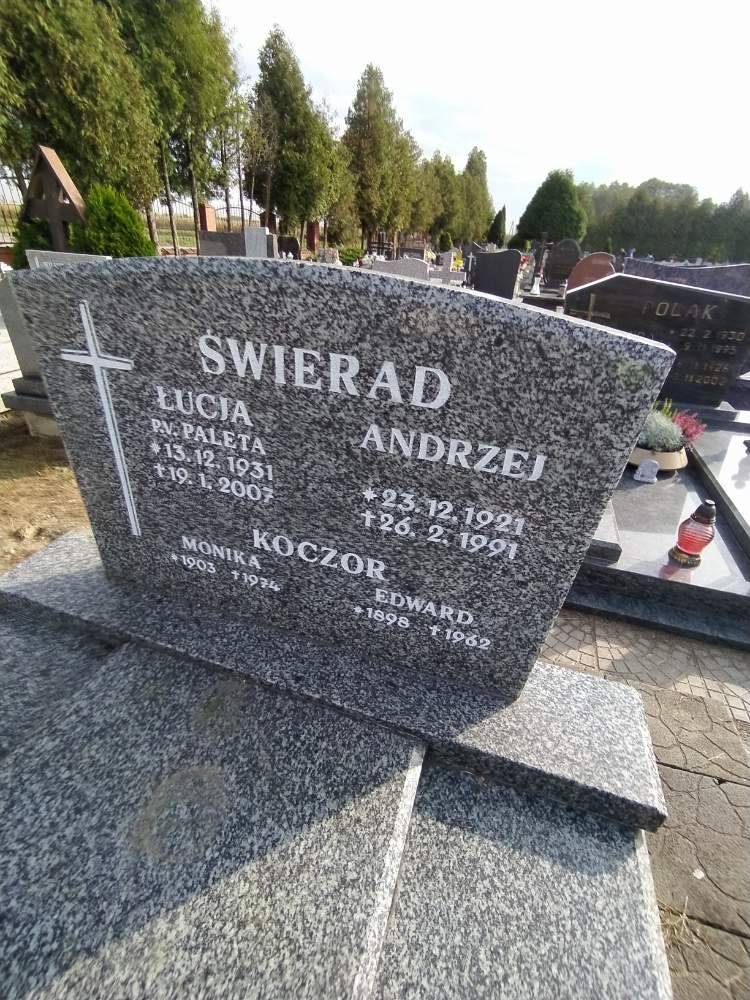 ŚWIERAD
ŁUCJA
P.V. PALETA
*13.12.1931
†19.1.2007
ANDRZEJ
*23.12.1921
†26.2.1991
KOCZOR
MONIKA
*1903 †1974
EDWARD
*1898 †1962
POLAK